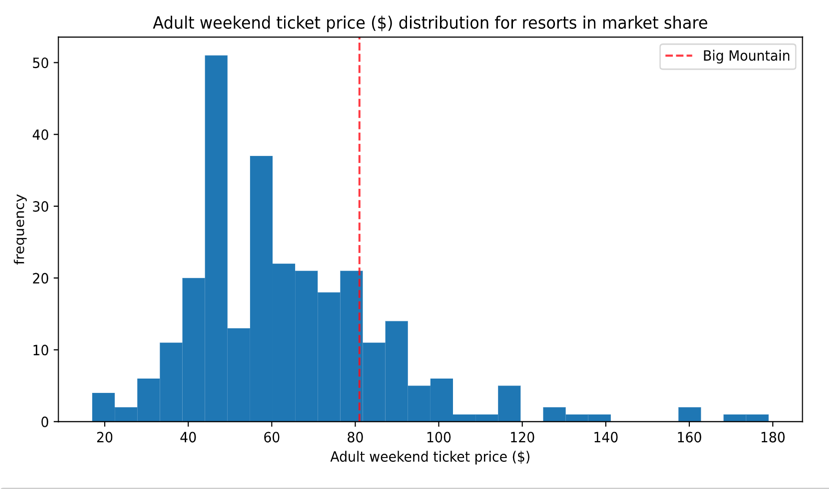 Adult weekend ticket price ($) distribution for resorts in market share
Big Mountain
frequency
50
40
30
20
10
0
20 40 60 80 100 120 140 160 180
Adult weekend ticket price ($)